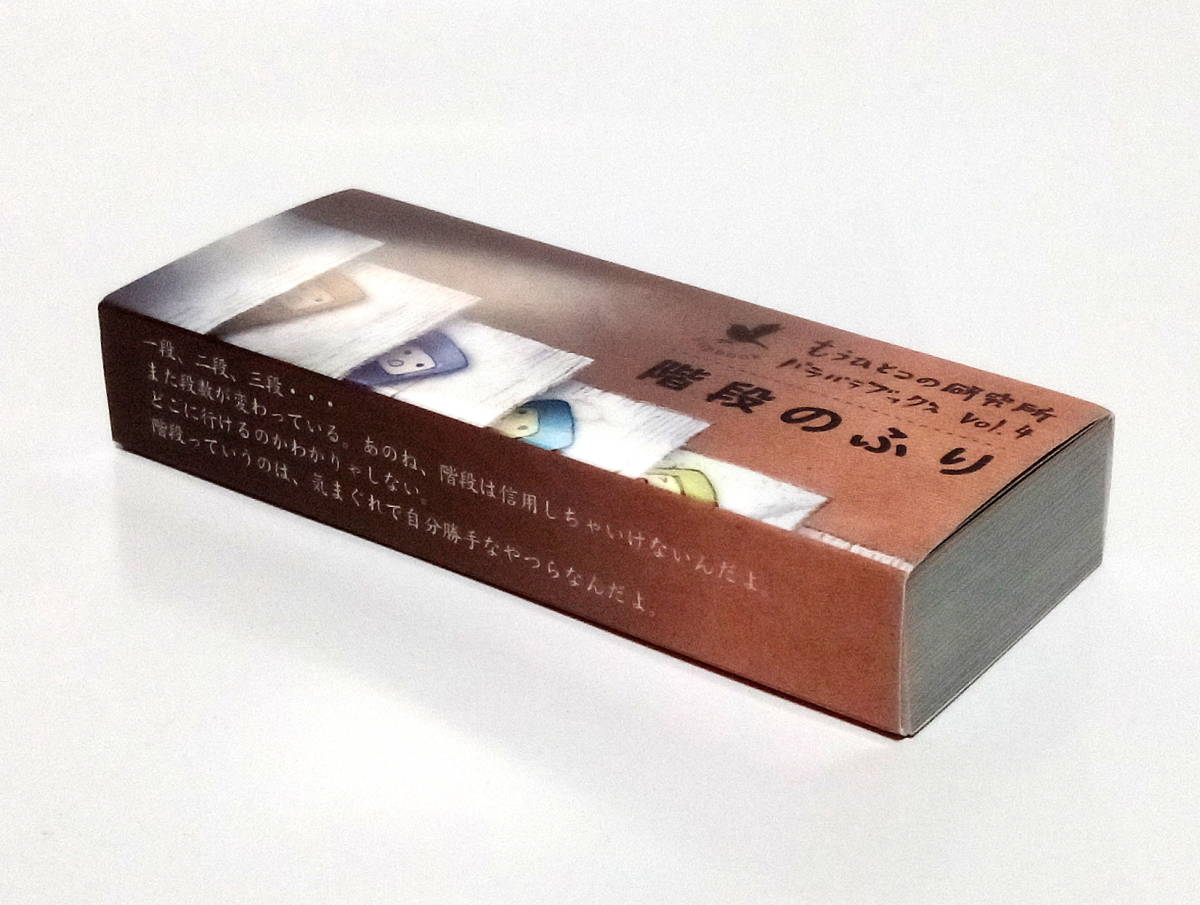 もうひとつの研究所
パラパラブックス Vol.4
階段のふり
一段、二段、三段・・・
また段数が変わっている。あのね、階段は信用しちゃいけないんだよ。
どこに行けるのかわかりゃしない。
階段っていうのは、気まぐれで自分勝手なやつらなんだよ。